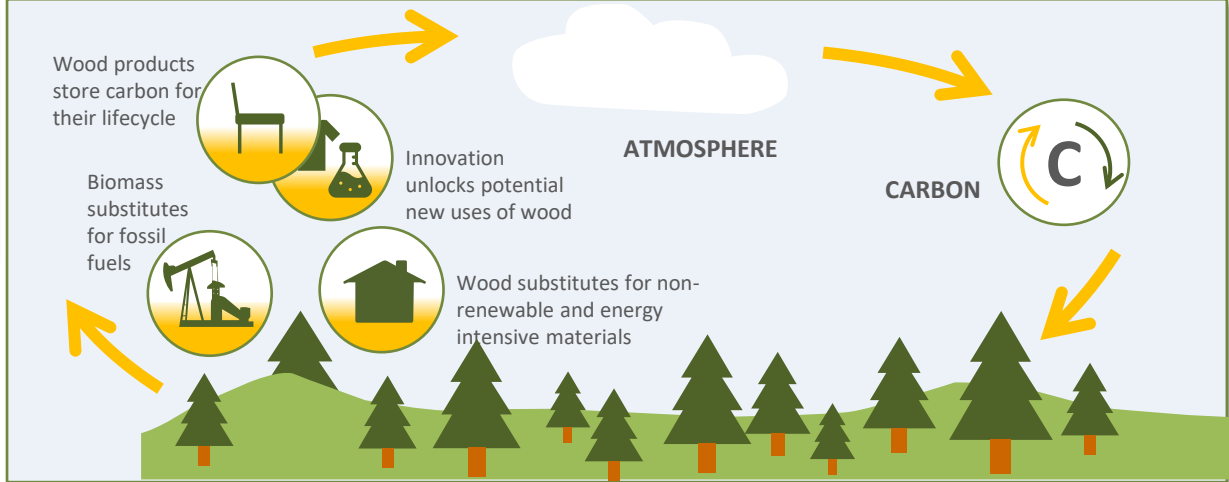 Wood products
store carbon for
their lifecycle
Innovation
unlocks potential
new uses of wood
Biomass
substitutes
for fossil
fuels
Wood substitutes for non-
renewable and energy
intensive materials
ATMOSPHERE
CARBON
C